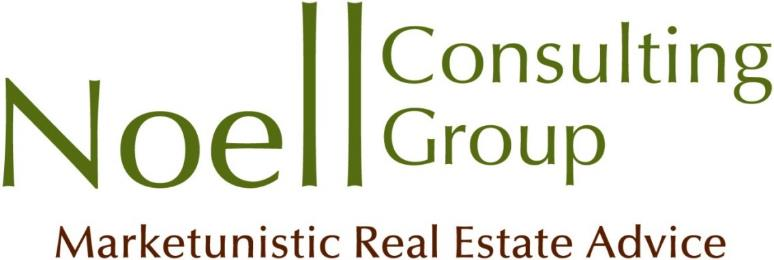 Noell Consulting
Group
Marketunistic Real Estate Advice